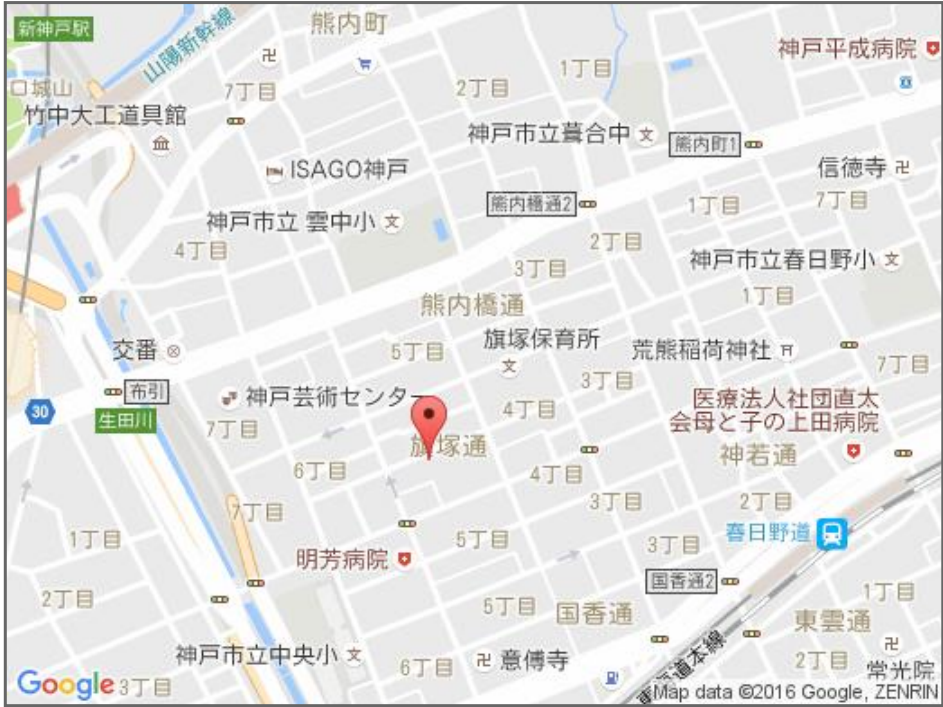 新神戸駅
山陽新幹線
熊内町
神戸平成病院
口城山
7丁目
2丁目
1丁目
竹中大工道具館
神戸市立葺合中
熊内町1
ISAGO神戸
信徳寺
熊内橋通2
1丁目
7丁目
神戸市立 雲中小
4丁目
2丁目
3丁目
神戸市立春日野小
1丁目
熊内橋通
交番
5丁目
旗塚保育所
荒熊稲荷神社
7丁目
布引
神戸芸術センター
3丁目
30
生田川
4丁目
医療法人社団直太
会母と子の上田病院
7丁目
旗塚通
神若通
6丁目
4丁目
7丁目
3丁目
2丁目
1丁目
明芳病院
5丁目
3丁目
春日野道
国香通2
2丁目
5丁目
国香通
1丁目
東雲通
神戸市立中央小
6丁目
意傅寺
道本線
2丁目
常光院
Google
3丁目
Map data ©2016 Google, ZENRIN